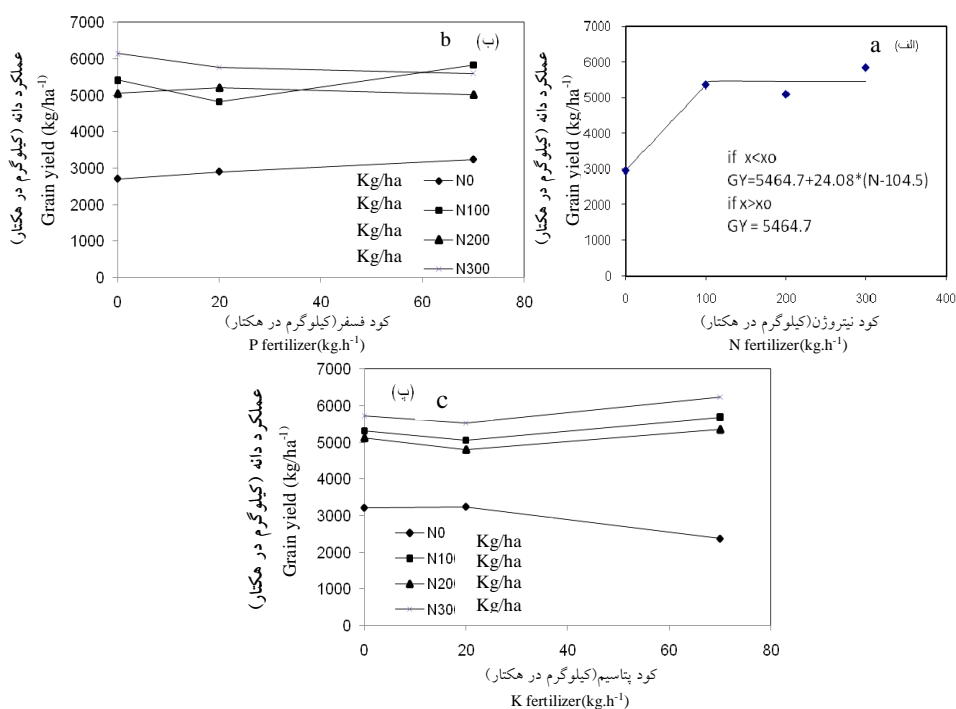 b (ب)
7000
6000
5000
4000
3000
2000
1000
0
عملکرد دانه (کیلوگرم در هکتار)
Grain yield (kg/ha⁻¹)
Kg/ha N0
Kg/ha N100
Kg/ha N200
Kg/ha N300
0 20 40 60 80
کود فسفر(کیلوگرم در هکتار)
P fertilizer(kg.h⁻¹)
a (الف)
7000
6000
5000
4000
3000
2000
1000
0
عملکرد دانه (کیلوگرم در هکتار)
Grain yield (kg/ha⁻¹)
if x<xo
GY=5464.7+24.08*(N-104.5)
if x>xo
GY = 5464.7
0 100 200 300 400
کود نیتروژن(کیلوگرم در هکتار)
N fertilizer(kg.h⁻¹)
(پ) c
7000
6000
5000
4000
3000
2000
1000
0
عملکرد دانه (کیلوگرم در هکتار)
Grain yield (kg/ha⁻¹)
N0 Kg/ha
N100 Kg/ha
N200 Kg/ha
N300 Kg/ha
0 20 40 60 80
کود پتاسیم(کیلوگرم در هکتار)
K fertilizer(kg.h⁻¹)